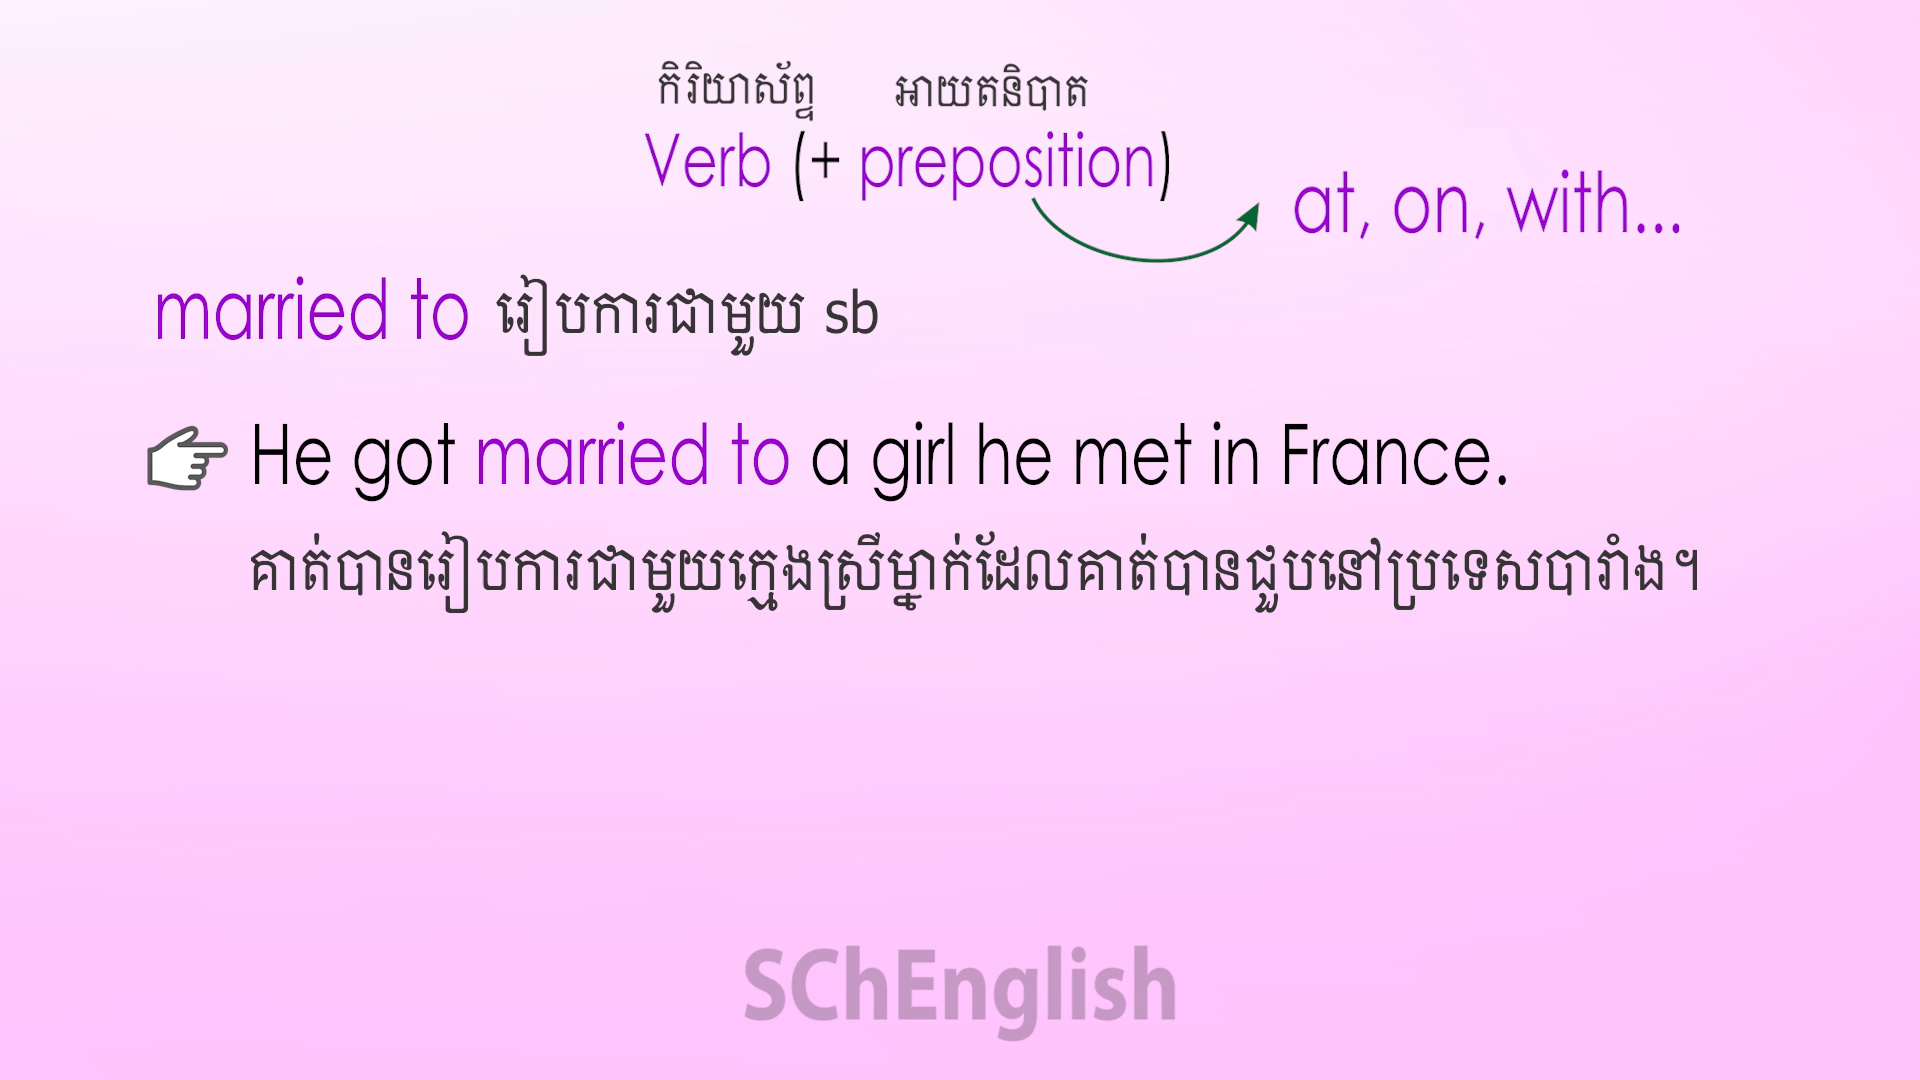 កិរិយាស័ព្ទ អាយតនិបាត
Verb (+ preposition)
at, on, with...
married to រៀបការជាមួយ sb
He got married to a girl he met in France.
គាត់បានរៀបការជាមួយក្មេងស្រីម្នាក់ដែលគាត់បានជួបនៅប្រទេសបារាំង។
SChEnglish